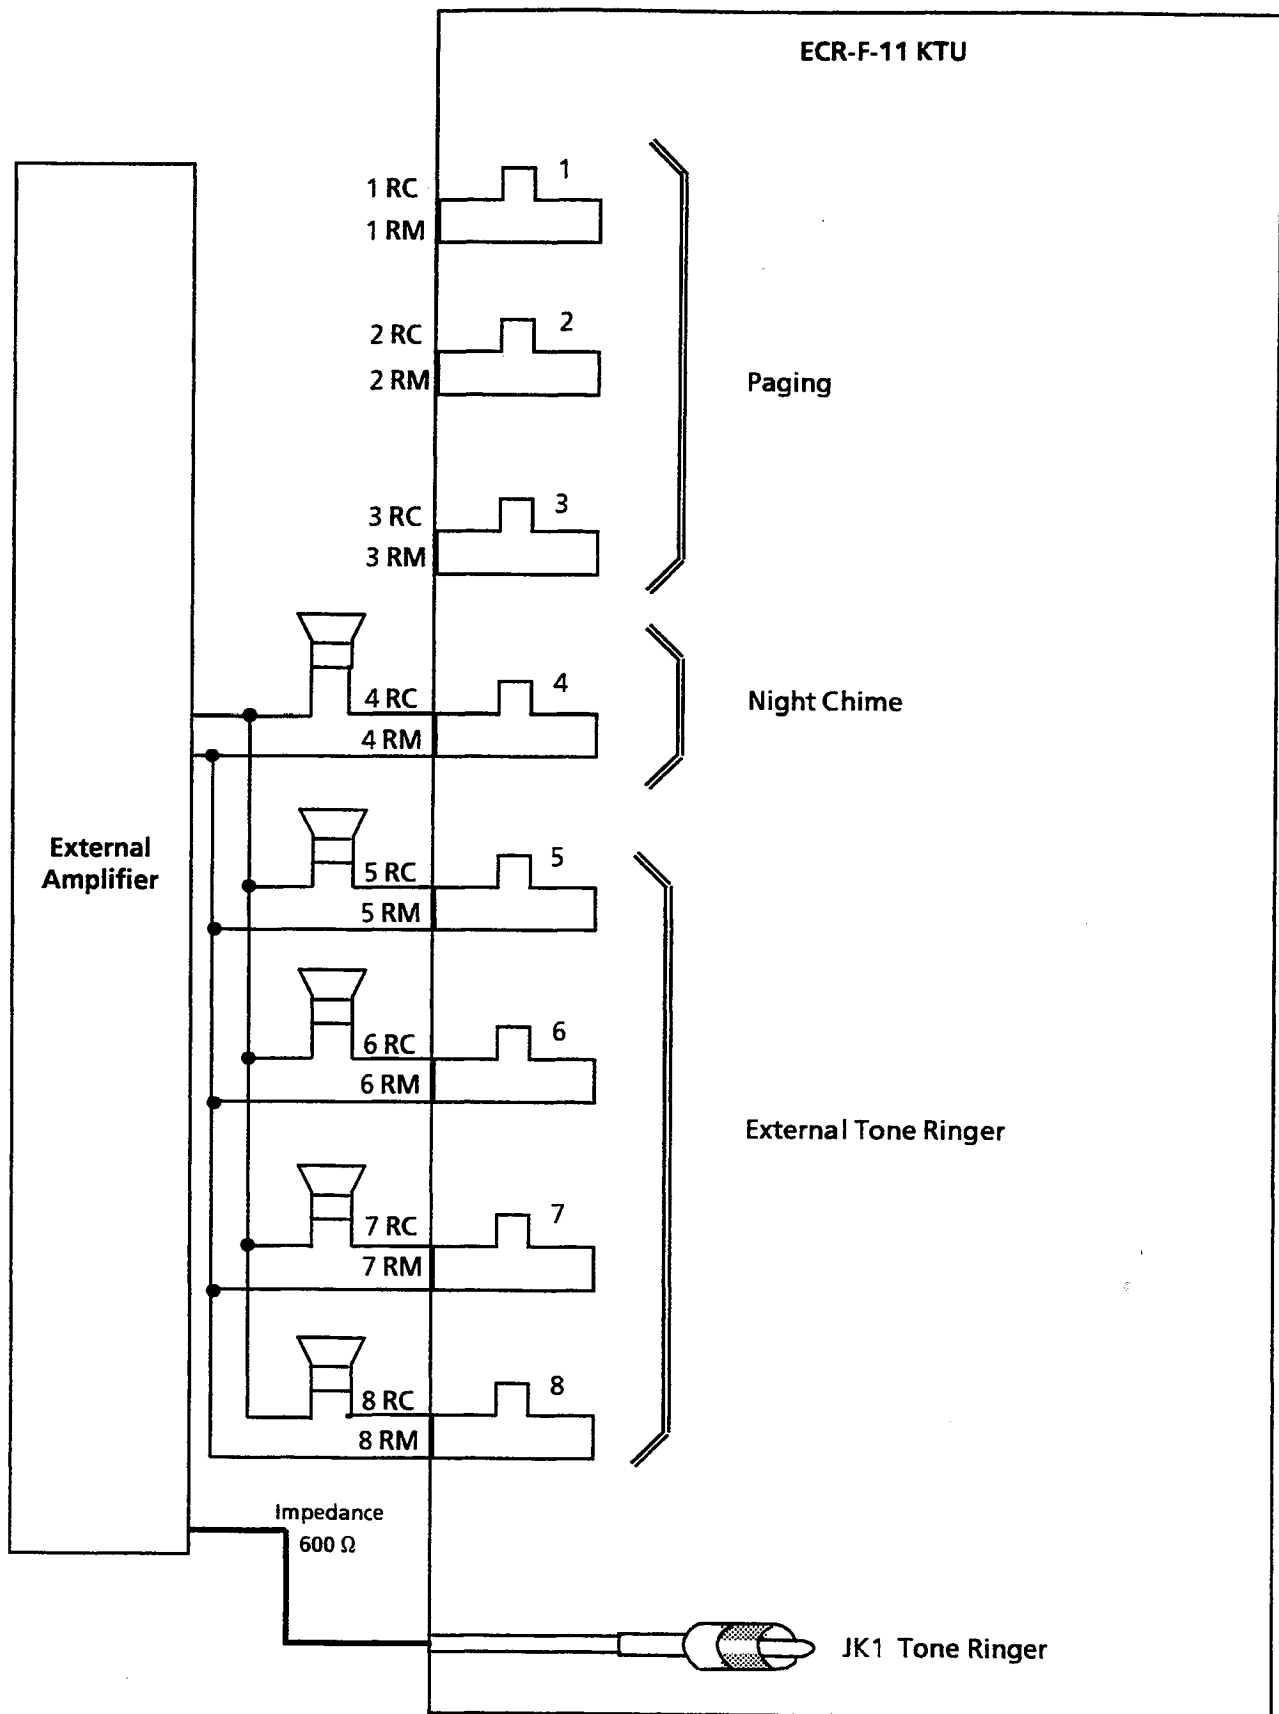 ECR-F-11 KTU
1 RC
1
1 RM
2 RC
2
2 RM
Paging
3 RC
3
3 RM
4 RC
4
Night Chime
4 RM
External
Amplifier
5 RC
5
5 RM
6 RC
6
6 RM
External Tone Ringer
7 RC
7
7 RM
8 RC
8
8 RM
Impedance
600 Ω
JK1 Tone Ringer